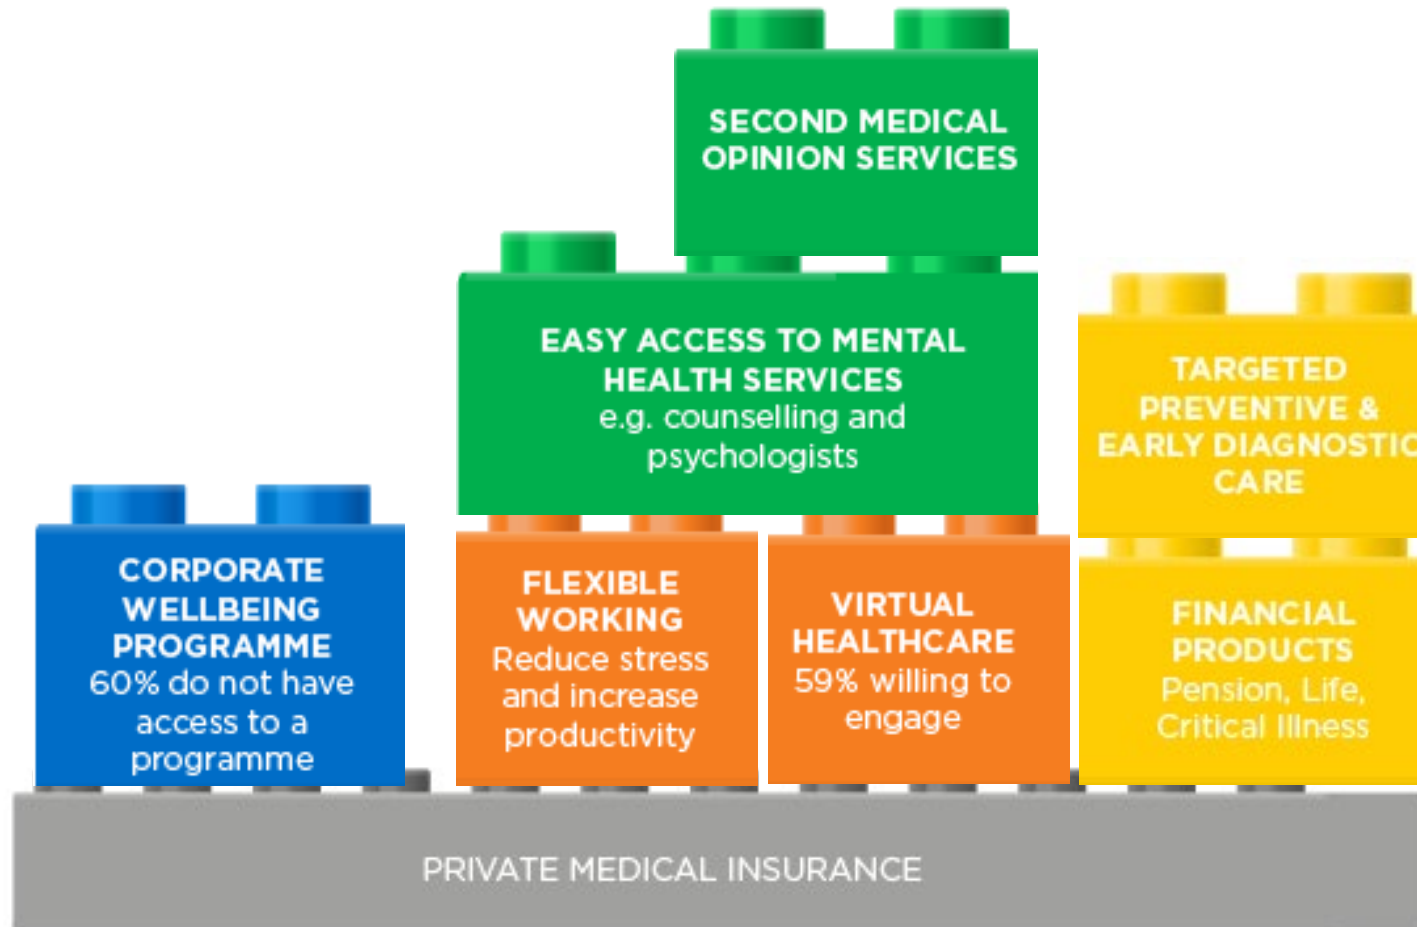 SECOND MEDICAL
OPINION SERVICES
EASY ACCESS TO MENTAL
HEALTH SERVICES
e.g. counselling and
psychologists
TARGETED
PREVENTIVE &
EARLY DIAGNOSTIC
CARE
CORPORATE
WELLBEING
PROGRAMME
60% do not have
access to a
programme
FLEXIBLE
WORKING
Reduce stress
and increase
productivity
VIRTUAL
HEALTHCARE
59% willing to
engage
FINANCIAL
PRODUCTS
Pension, Life,
Critical Illness
PRIVATE MEDICAL INSURANCE